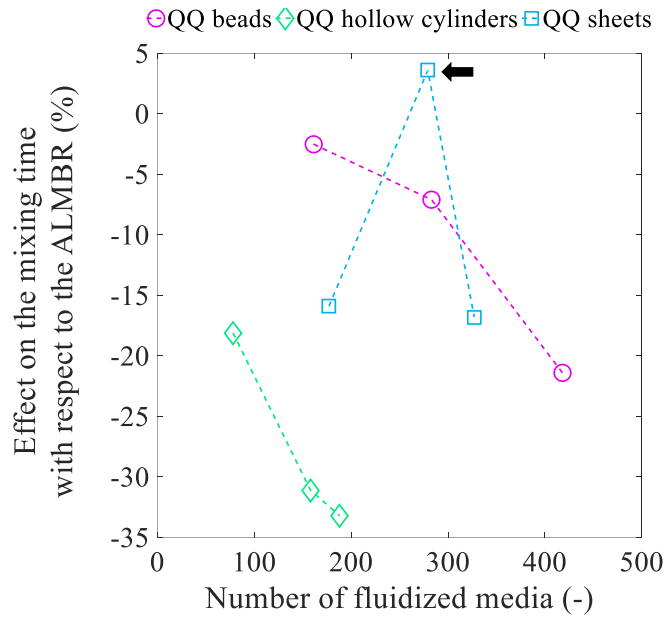 QQ beads QQ hollow cylinders QQ sheets
Effect on the mixing time
with respect to the ALMBR (%)
5
0
-5
-10
-15
-20
-25
-30
-35
0 100 200 300 400 500
Number of fluidized media (-)